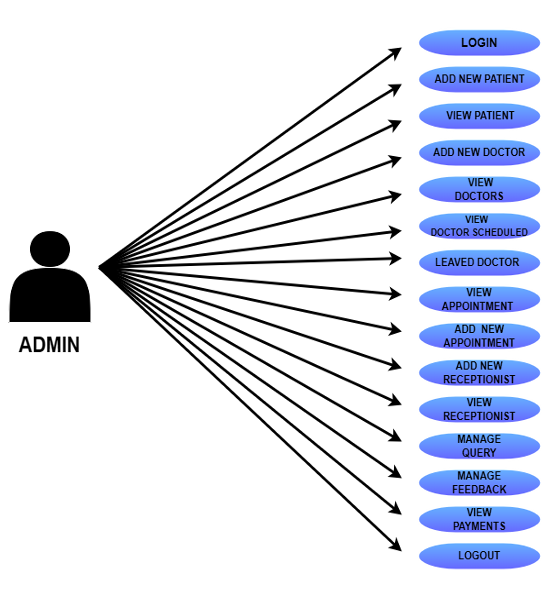 LOGIN
ADD NEW PATIENT
VIEW PATIENT
ADD NEW DOCTOR
VIEW
DOCTORS
VIEW
DOCTOR SCHEDULED
LEAVED DOCTOR
VIEW
APPOINTMENT
ADD NEW
APPOINTMENT
ADD NEW
RECEPTIONIST
VIEW
RECEPTIONIST
MANAGE
QUERY
MANAGE
FEEDBACK
VIEW
PAYMENTS
LOGOUT
ADMIN